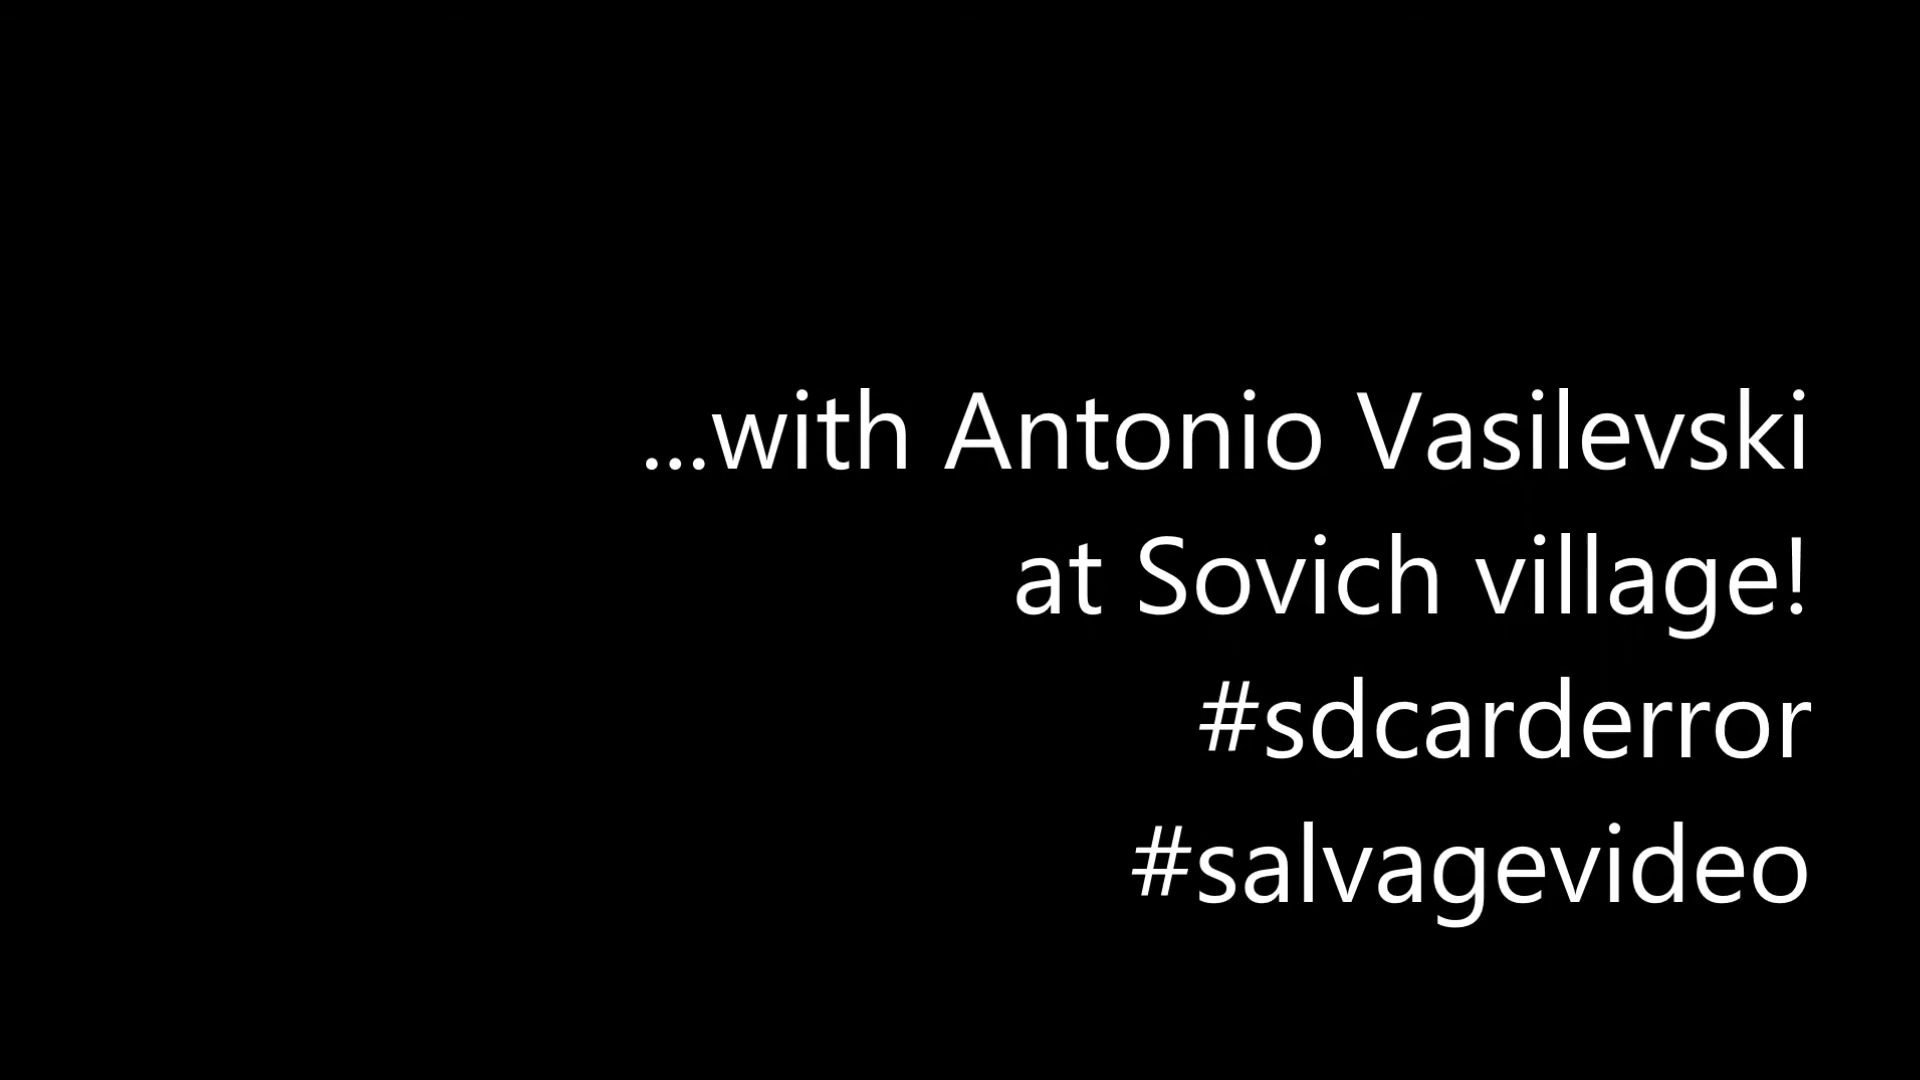 ...with Antonio Vasilevski
at Sovich village!
#sdcarderror
#salvagevideo